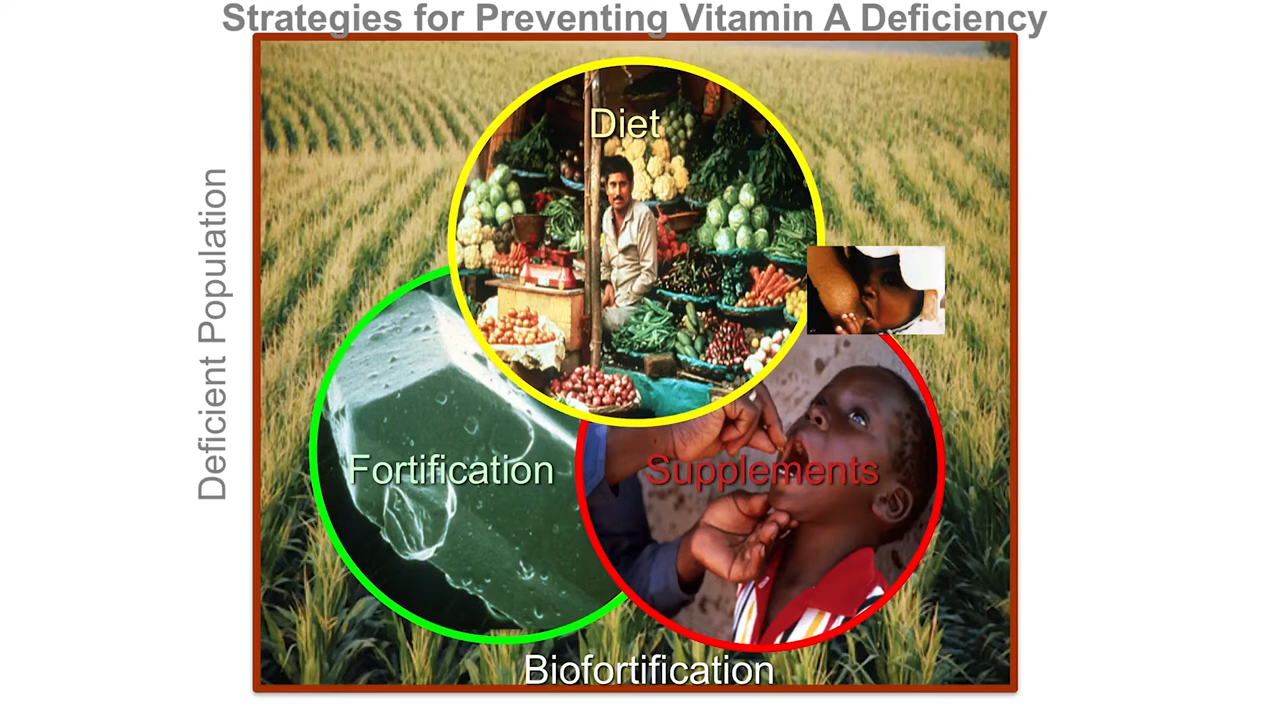 Strategies for Preventing Vitamin A Deficiency
Deficient Population
Diet
Fortification
Supplements
Biofortification